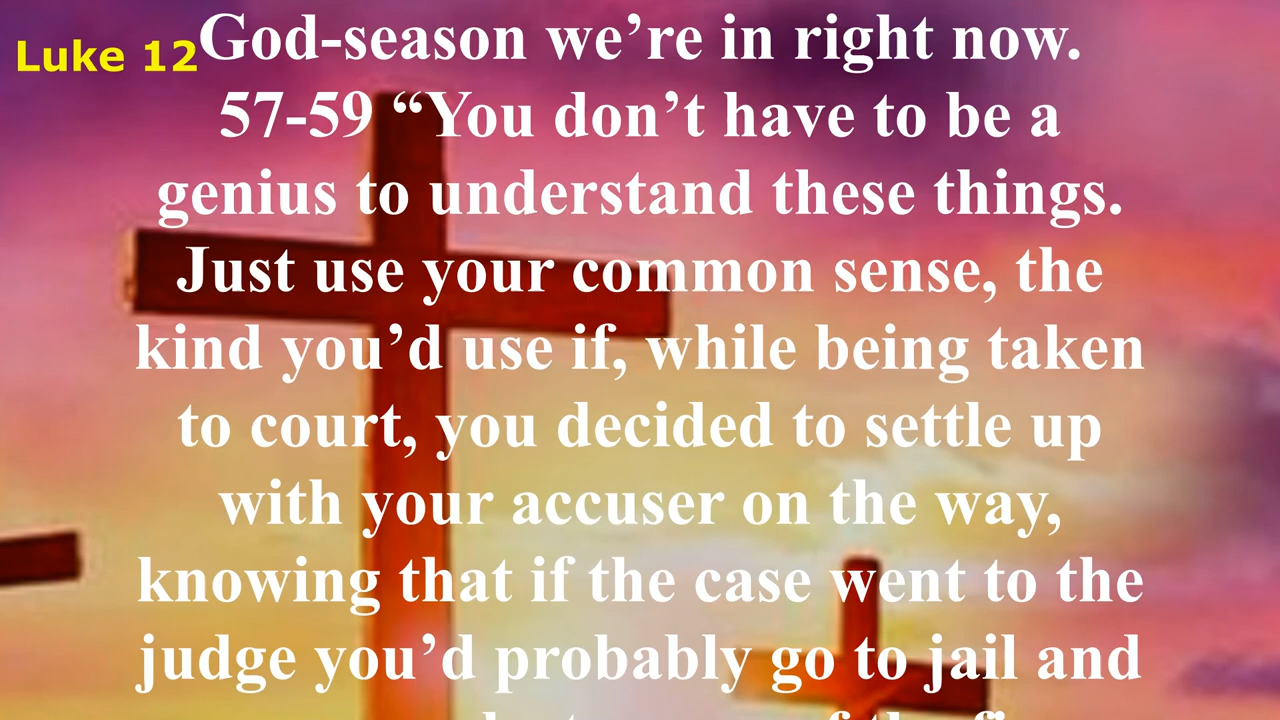 Luke 12
God-season we’re in right now.
57-59 “You don’t have to be a
genius to understand these things.
Just use your common sense, the
kind you’d use if, while being taken
to court, you decided to settle up
with your accuser on the way,
knowing that if the case went to the
judge you’d probably go to jail and